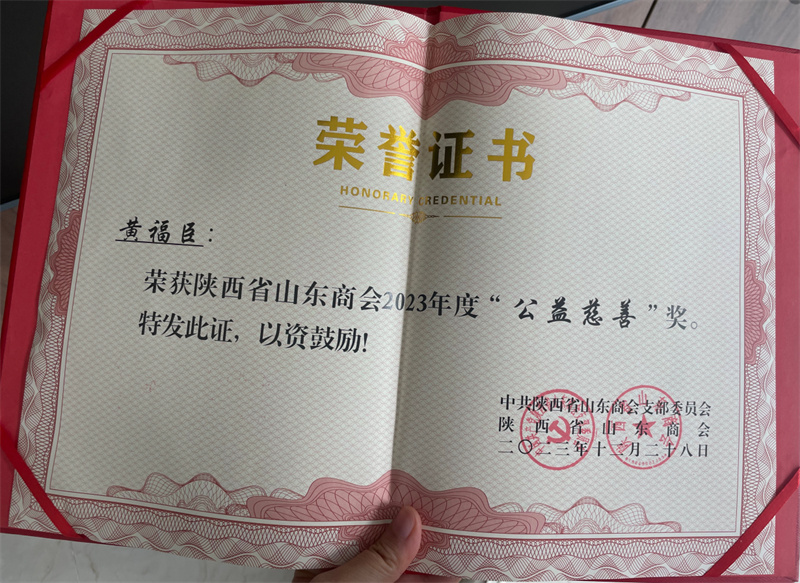 荣誉证书
HONORARY CREDENTIAL
黄福臣：
荣获陕西省山东商会2023年度“公益慈善”奖。
特发此证，以资鼓励！
中共陕西省山东商会支部委员会
陕西省山东商会
二〇二三年十二月二十八日